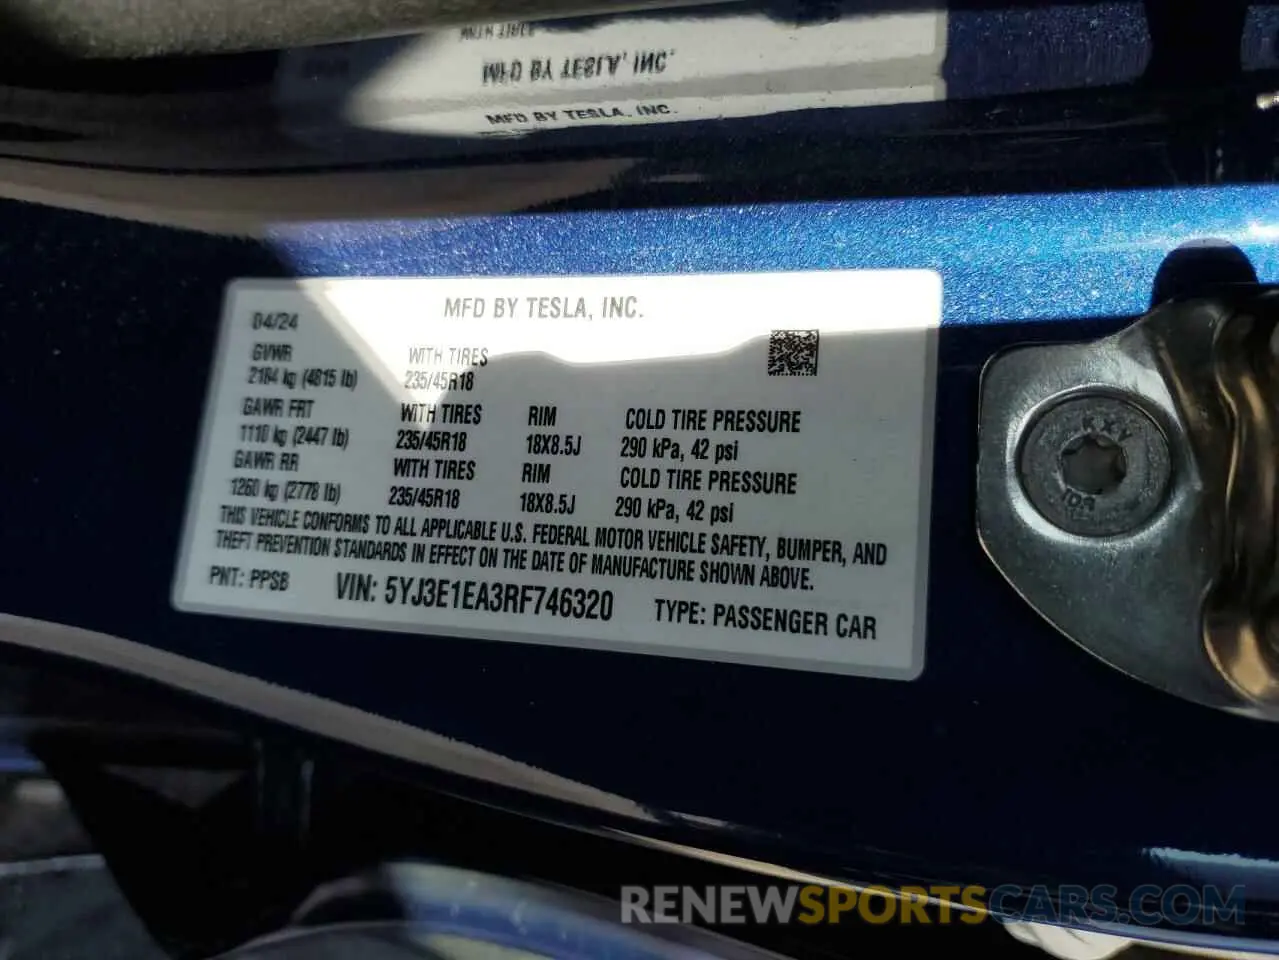 MFD BY TESLA, INC.
MFD BY TESLA, INC.
MFD BY TESLA, INC.
04/24
GVWR WITH TIRES
2184 kg (4815 lb) 235/45R18
GAWR FRT WITH TIRES RIM COLD TIRE PRESSURE
1110 kg (2447 lb) 235/45R18 18X8.5J 290 kPa, 42 psi
GAWR RR WITH TIRES RIM COLD TIRE PRESSURE
1260 kg (2778 lb) 235/45R18 18X8.5J 290 kPa, 42 psi
THIS VEHICLE CONFORMS TO ALL APPLICABLE U.S. FEDERAL MOTOR VEHICLE SAFETY, BUMPER, AND
THEFT PREVENTION STANDARDS IN EFFECT ON THE DATE OF MANUFACTURE SHOWN ABOVE.
PNT: PPSB VIN: 5YJ3E1EA3RF746320 TYPE: PASSENGER CAR
KXY
RENEWSPORTSCARS.COM